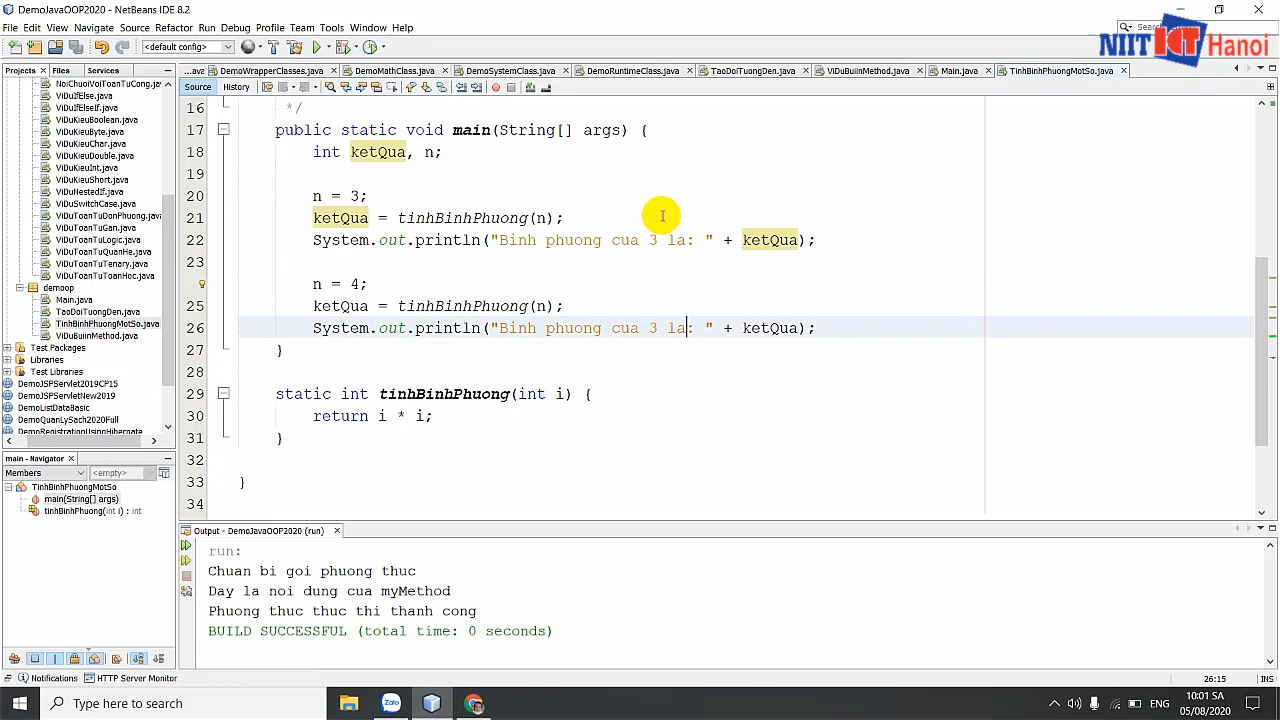 DemoJavaOOP2020 - NetBeans IDE 8.2
File Edit View Navigate Source Refactor Run Debug Profile Team Tools Window Help
<default config>
NIIT ICT Hanoi
Projects Files Services
...ava DemoWrapperClasses.java DemoMathClass.java DemoSystemClass.java DemoRuntimeClass.java TaoDoiTuongDen.java ViDuBuiinMethod.java Main.java TinhBinhPhuongMotSo.java
Source History
NoiChuoiVoiToanTuCong.java
ViDuIfElse.java
ViDuIfElseIf.java
ViDuKieuBoolean.java
ViDuKieuByte.java
ViDuKieuChar.java
ViDuKieuDouble.java
ViDuKieuInt.java
ViDuKieuShort.java
ViDuNestedIf.java
ViDuSwitchCase.java
ViDuToanTuDonPhuong.java
ViDuToanTuGan.java
ViDuToanTuLogic.java
ViDuToanTuQuanHe.java
ViDuToanTuTenary.java
ViDuToanTuToanHoc.java
demoop
Main.java
TaoDoiTuongDen.java
TinhBinhPhuongMotSo.java
ViDuBuiinMethod.java
Test Packages
Libraries
Test Libraries
DemoJSPServlet2019CP15
DemoJSPServletNew2019
DemoListDataBasic
DemoQuanLySach2020Full
DemoRegistrationUsingHibernate
16 */
17 public static void main(String[] args) {
18 int ketQua, n;
19
20 n = 3;
21 ketQua = tinhBinhPhuong(n);
22 System.out.println("Binh phuong cua 3 la: " + ketQua);
23
24 n = 4;
25 ketQua = tinhBinhPhuong(n);
26 System.out.println("Binh phuong cua 3 la: " + ketQua);
27 }
28
29 static int tinhBinhPhuong(int i) {
30 return i * i;
31 }
32
33 }
34
main - Navigator
Members <empty>
TinhBinhPhuongMotSo
main(String[] args)
tinhBinhPhuong(int i) : int
Output - DemoJavaOOP2020 (run)
run:
Chuan bi goi phuong thuc
Day la noi dung cua myMethod
Phuong thuc thuc thi thanh cong
BUILD SUCCESSFUL (total time: 0 seconds)
Notifications HTTP Server Monitor
26:15 INS
Type here to search
Zalo
ENG
10:01 SA
05/08/2020